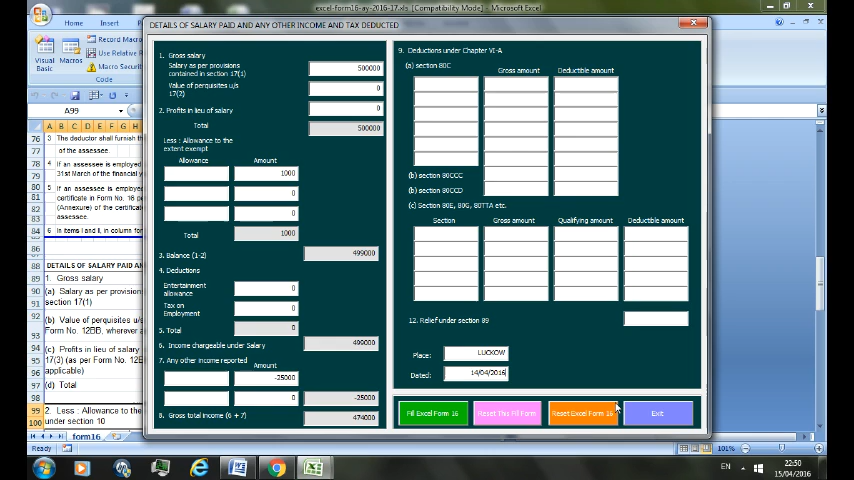 excel-form16-ay-2016-17.xls [Compatibility Mode] - Microsoft Excel
Home
Insert
Visual Basic
Macros
Record Macro
Use Relative
Macro Security
Code
A99
A B C D E F G H
76 3 The deductor shall furnish th
77 of the assessee.
78 4 If an assessee is employed
79 31st March of the financial y
80 5 If an assessee is employed
81 certificate in Form No. 16 p
82 (Annexure) of the certificate
83 assessee.
84 6 In items I and II, in column for
86
88 DETAILS OF SALARY PAID AN
89 1. Gross salary
90 (a) Salary as per provision
91 section 17(1)
92 (b) Value of perquisites u/s
93 Form No. 12BB, wherever a
94 (c) Profits in lieu of salary
95 17(3) (as per Form No. 12B
96 applicable)
97 (d) Total
98
99 2. Less : Allowance to the
100 under section 10
form16
Ready
DETAILS OF SALARY PAID AND ANY OTHER INCOME AND TAX DEDUCTED
1. Gross salary
Salary as per provisions contained in section 17(1) 500000
Value of perquisites u/s 17(2) 0
2. Profits in lieu of salary 0
Total 500000
Less : Allowance to the extent exempt
Allowance Amount
1000
0
0
Total 1000
3. Balance (1-2) 499000
4. Deductions
Entertainment allowance 0
Tax on Employment 0
5. Total 0
6. Income chargeable under Salary 499000
7. Any other income reported
Amount
-25000
0 -25000
8. Gross total income (6 + 7) 474000
9. Deductions under Chapter VI-A
(a) section 80C Gross amount Deductible amount
(b) section 80CCC
(b) section 80CCD
(c) Section 80E, 80G, 80TTA etc.
Section Gross amount Qualifying amount Deductible amount
12. Relief under section 89
Place: LUCKOW
Dated: 14/04/2016
Fill Excel Form 16
Reset This Fill Form
Reset Excel Form 16
Exit
101%
EN
22:50
15/04/2016